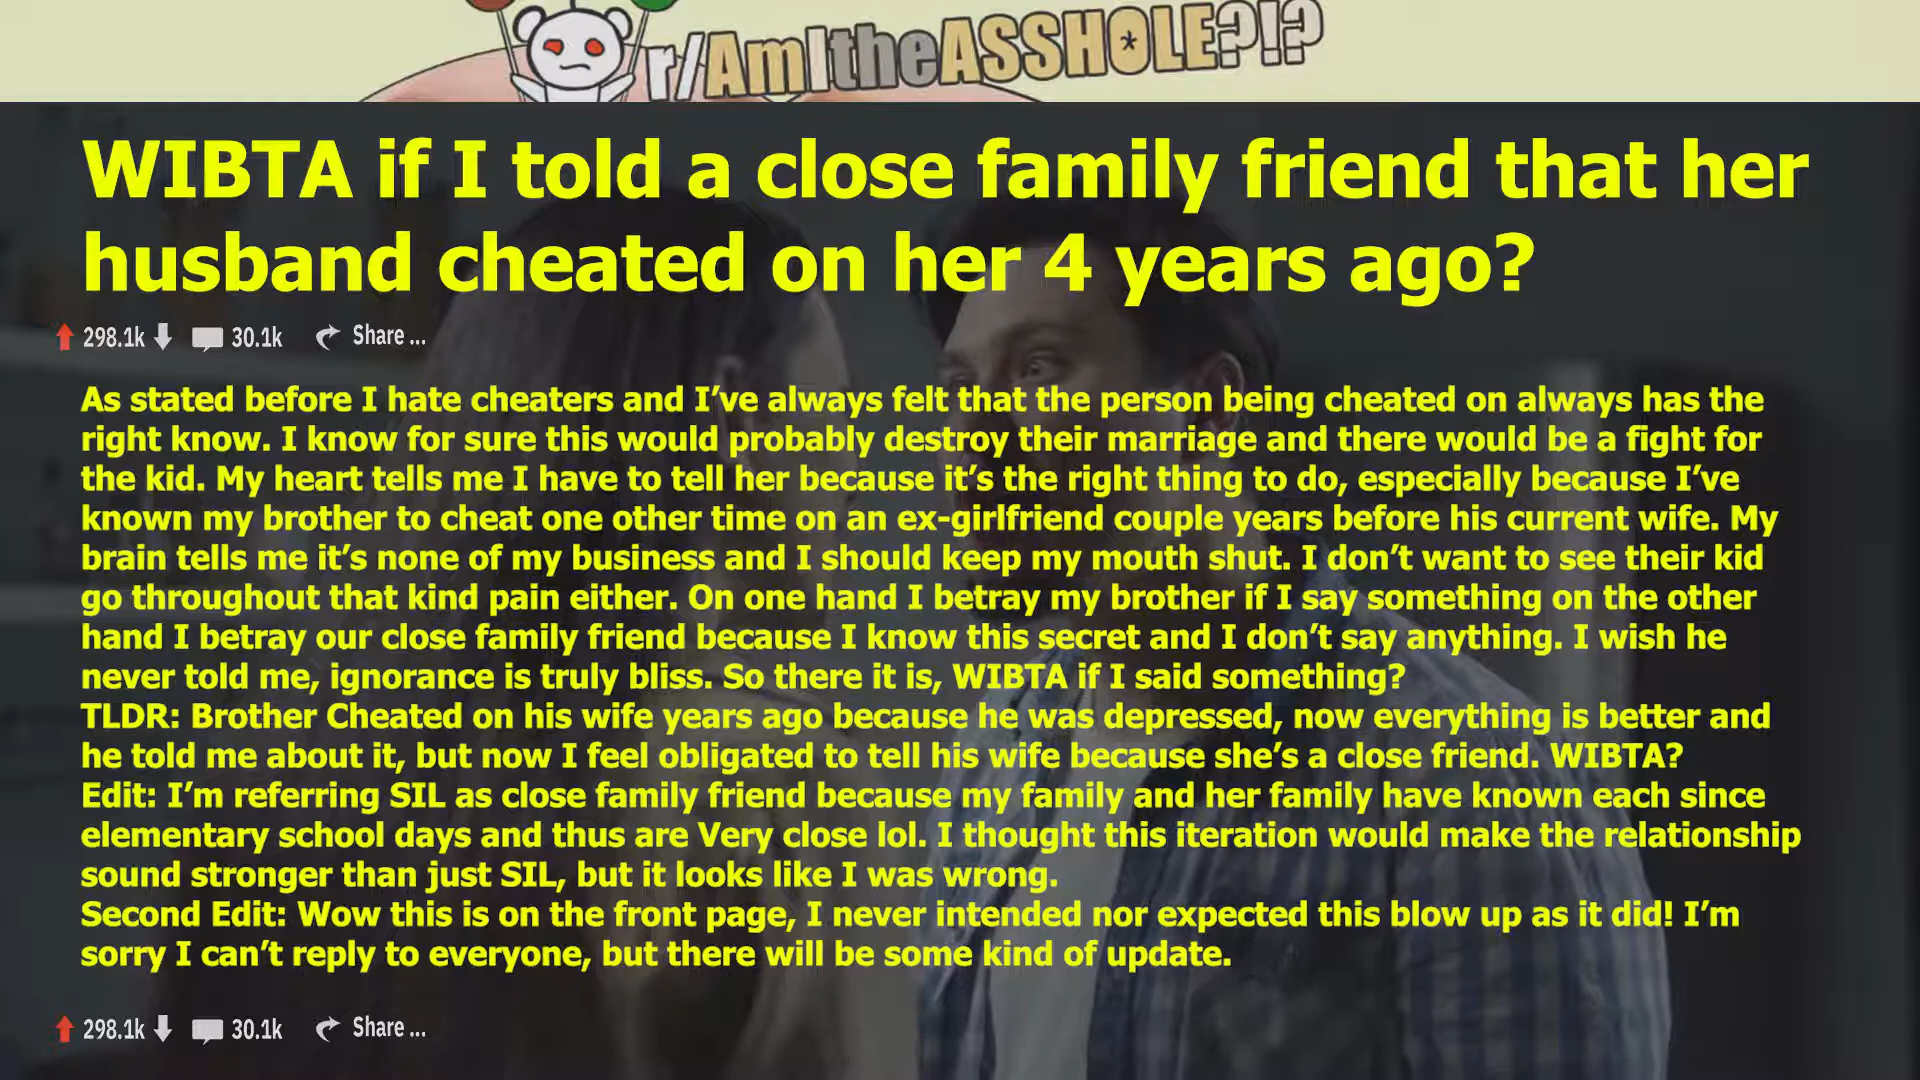 r/AmItheASSH*LE?!?
WIBTA if I told a close family friend that her
husband cheated on her 4 years ago?
298.1k 30.1k Share ...
As stated before I hate cheaters and I've always felt that the person being cheated on always has the
right know. I know for sure this would probably destroy their marriage and there would be a fight for
the kid. My heart tells me I have to tell her because it's the right thing to do, especially because I've
known my brother to cheat one other time on an ex-girlfriend couple years before his current wife. My
brain tells me it's none of my business and I should keep my mouth shut. I don't want to see their kid
go throughout that kind pain either. On one hand I betray my brother if I say something on the other
hand I betray our close family friend because I know this secret and I don't say anything. I wish he
never told me, ignorance is truly bliss. So there it is, WIBTA if I said something?
TLDR: Brother Cheated on his wife years ago because he was depressed, now everything is better and
he told me about it, but now I feel obligated to tell his wife because she's a close friend. WIBTA?
Edit: I'm referring SIL as close family friend because my family and her family have known each since
elementary school days and thus are Very close lol. I thought this iteration would make the relationship
sound stronger than just SIL, but it looks like I was wrong.
Second Edit: Wow this is on the front page, I never intended nor expected this blow up as it did! I'm
sorry I can't reply to everyone, but there will be some kind of update.
298.1k 30.1k Share ...